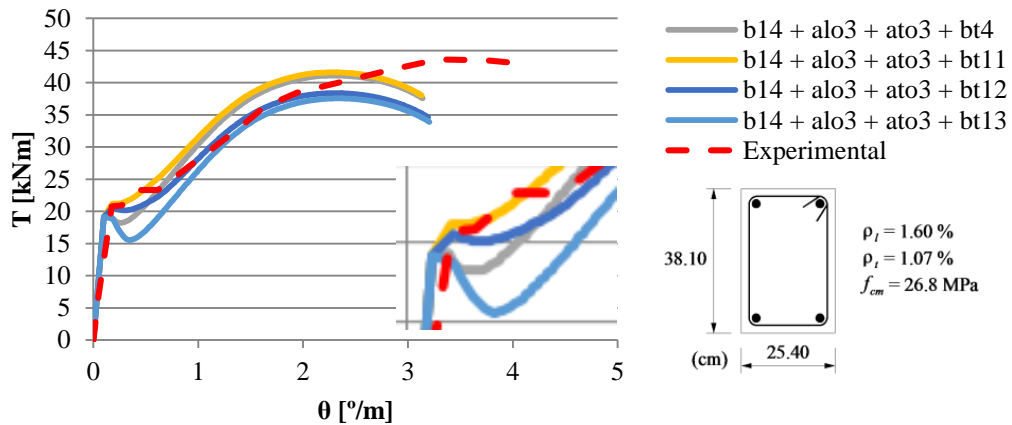 50
45
40
35
30
25
20
15
10
5
0
T [kNm]
0 1 2 3 4 5
θ [º/m]
b14 + alo3 + ato3 + bt4
b14 + alo3 + ato3 + bt11
b14 + alo3 + ato3 + bt12
b14 + alo3 + ato3 + bt13
Experimental
38.10
ρl = 1.60 %
ρt = 1.07 %
fcm = 26.8 MPa
(cm) 25.40